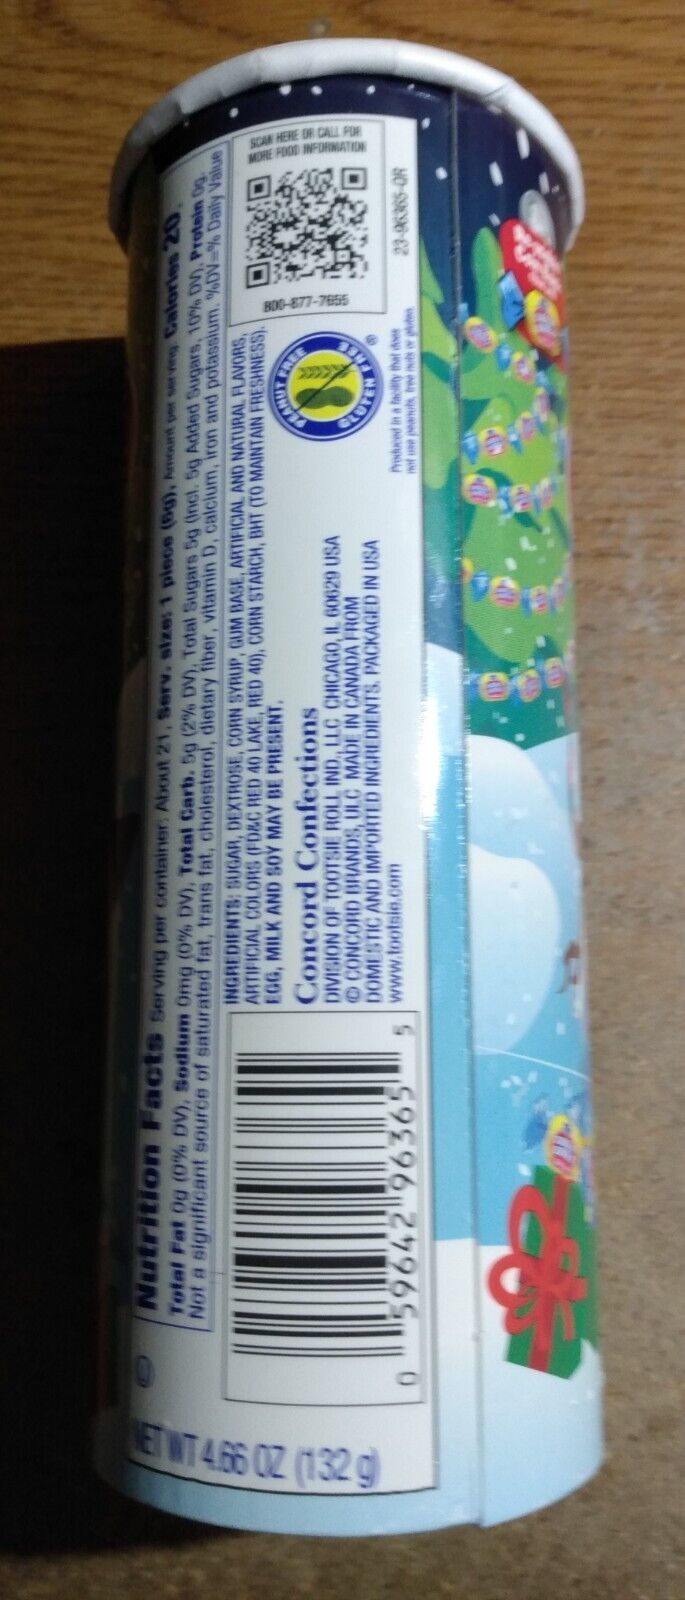 Nutrition Facts Serving per container: About 21, Serv. size: 1 piece (6g), Amount per serving: Calories 20,
Total Fat 0g (0% DV), Sodium 0mg (0% DV), Total Carb. 5g (2% DV), Total Sugars 5g (Incl. 5g Added Sugars, 10% DV), Protein 0g.
Not a significant source of saturated fat, trans fat, cholesterol, dietary fiber, vitamin D, calcium, iron and potassium. %DV=% Daily Value
INGREDIENTS: SUGAR, DEXTROSE, CORN SYRUP, GUM BASE, ARTIFICIAL AND NATURAL FLAVORS,
ARTIFICIAL COLORS (FD&C RED 40 LAKE, RED 40), CORN STARCH, BHT (TO MAINTAIN FRESHNESS).
EGG, MILK AND SOY MAY BE PRESENT.
Concord Confections
DIVISION OF TOOTSIE ROLL IND., LLC CHICAGO, IL 60629 USA
© CONCORD BRANDS, ULC MADE IN CANADA FROM
DOMESTIC AND IMPORTED INGREDIENTS. PACKAGED IN USA
www.tootsie.com
SCAN HERE OR CALL FOR
MORE FOOD INFORMATION
800-877-7655
23-96365-QR
PEANUT FREE
GLUTEN FREE
®
Produced in a facility that does
not use peanuts, tree nuts or gluten
0 59642 96365 5
U
NET WT 4.66 OZ (132 g)